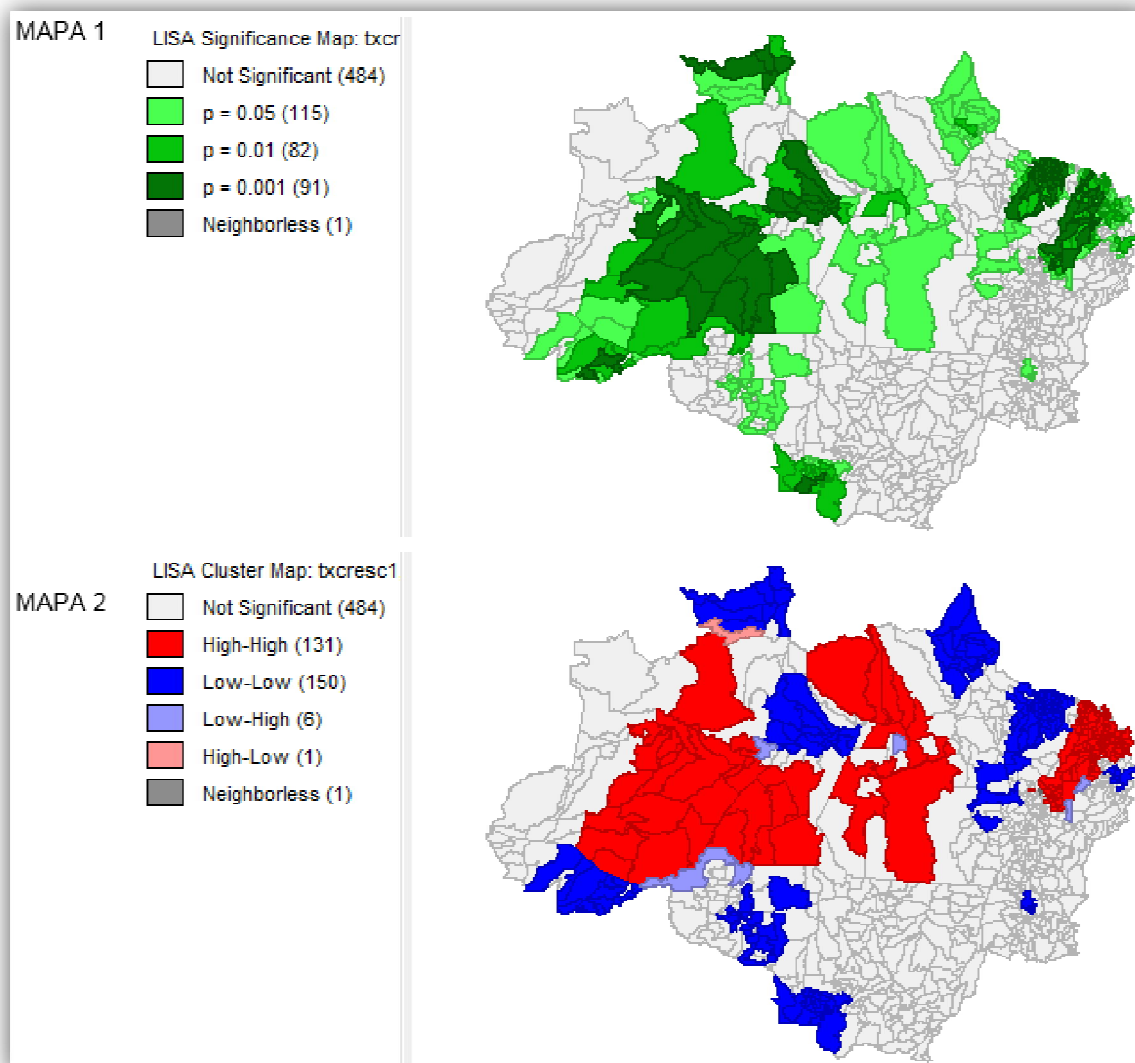 MAPA 1
LISA Significance Map: txcr
Not Significant (484)
p = 0.05 (115)
p = 0.01 (82)
p = 0.001 (91)
Neighborless (1)
MAPA 2
LISA Cluster Map: txcresc1
Not Significant (484)
High-High (131)
Low-Low (150)
Low-High (6)
High-Low (1)
Neighborless (1)